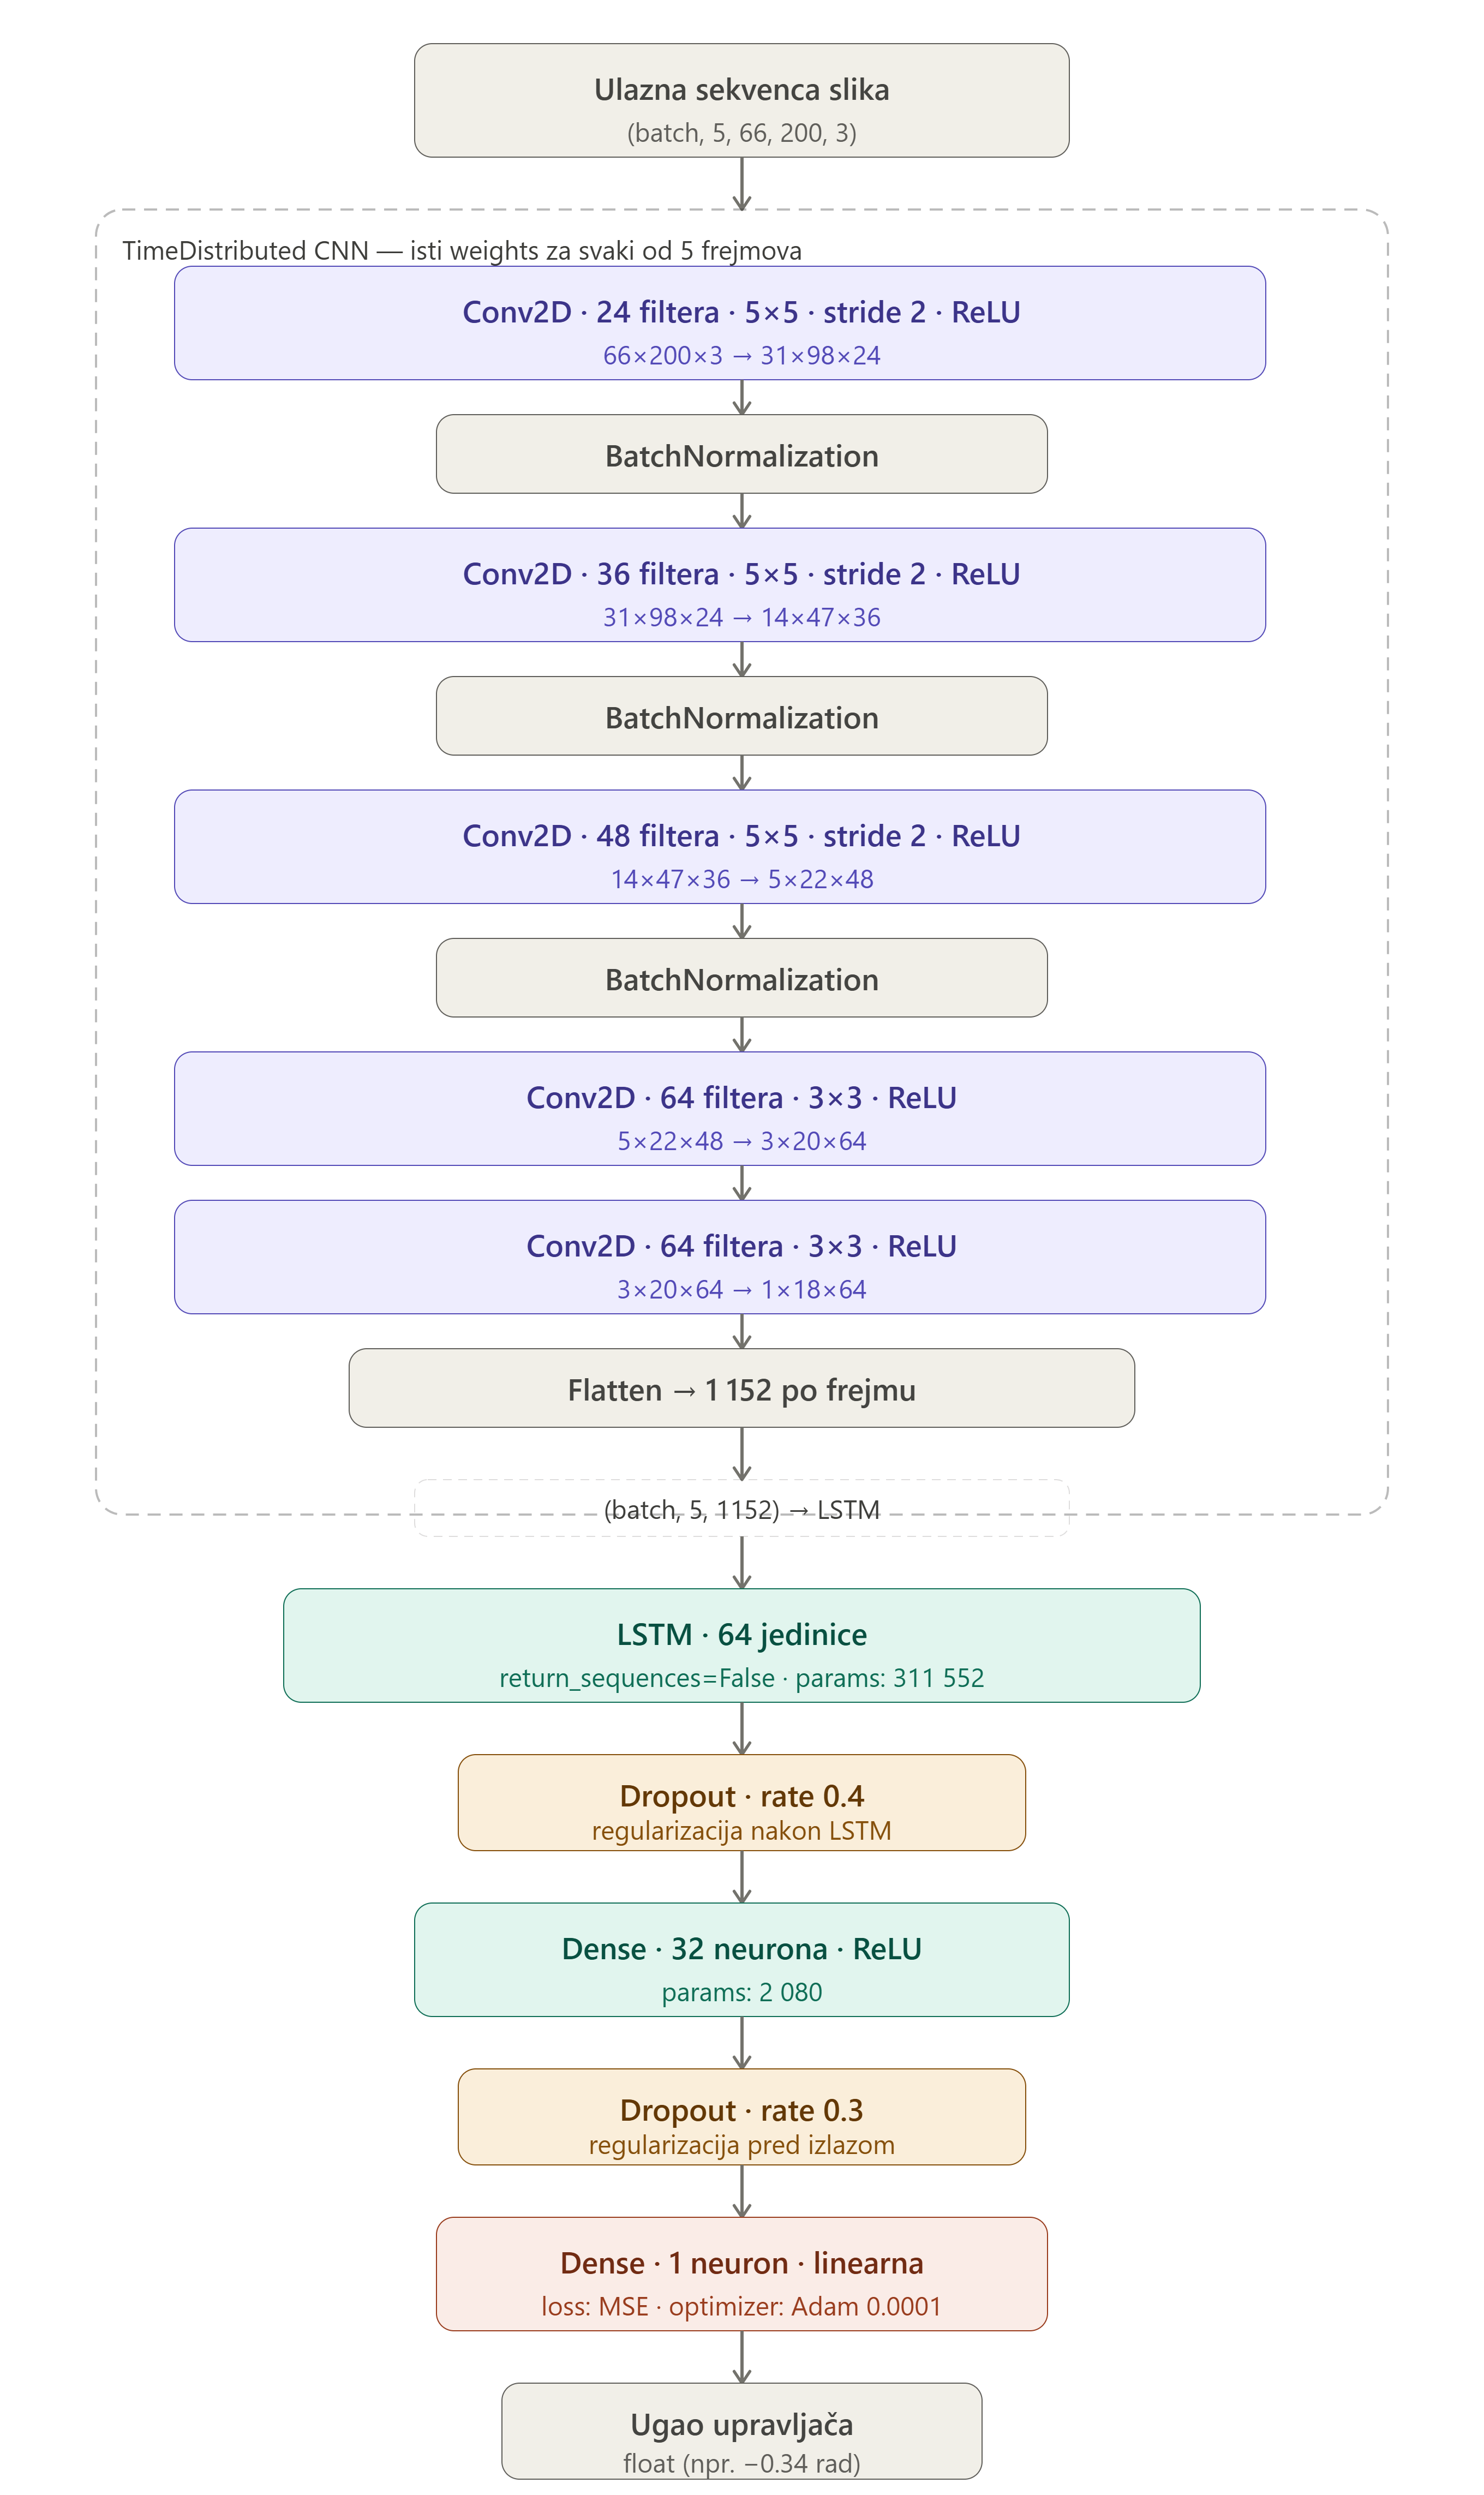 Ulazna sekvenca slika
(batch, 5, 66, 200, 3)
TimeDistributed CNN — isti weights za svaki od 5 frejmova
Conv2D · 24 filtera · 5×5 · stride 2 · ReLU
66×200×3 → 31×98×24
BatchNormalization
Conv2D · 36 filtera · 5×5 · stride 2 · ReLU
31×98×24 → 14×47×36
BatchNormalization
Conv2D · 48 filtera · 5×5 · stride 2 · ReLU
14×47×36 → 5×22×48
BatchNormalization
Conv2D · 64 filtera · 3×3 · ReLU
5×22×48 → 3×20×64
Conv2D · 64 filtera · 3×3 · ReLU
3×20×64 → 1×18×64
Flatten → 1 152 po frejmu
(batch, 5, 1152) → LSTM
LSTM · 64 jedinice
return_sequences=False · params: 311 552
Dropout · rate 0.4
regularizacija nakon LSTM
Dense · 32 neurona · ReLU
params: 2 080
Dropout · rate 0.3
regularizacija pred izlazom
Dense · 1 neuron · linearna
loss: MSE · optimizer: Adam 0.0001
Ugao upravljača
float (npr. −0.34 rad)